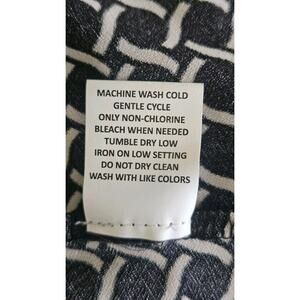 MACHINE WASH COLD
GENTLE CYCLE
ONLY NON-CHLORINE
BLEACH WHEN NEEDED
TUMBLE DRY LOW
IRON ON LOW SETTING
DO NOT DRY CLEAN
WASH WITH LIKE COLORS